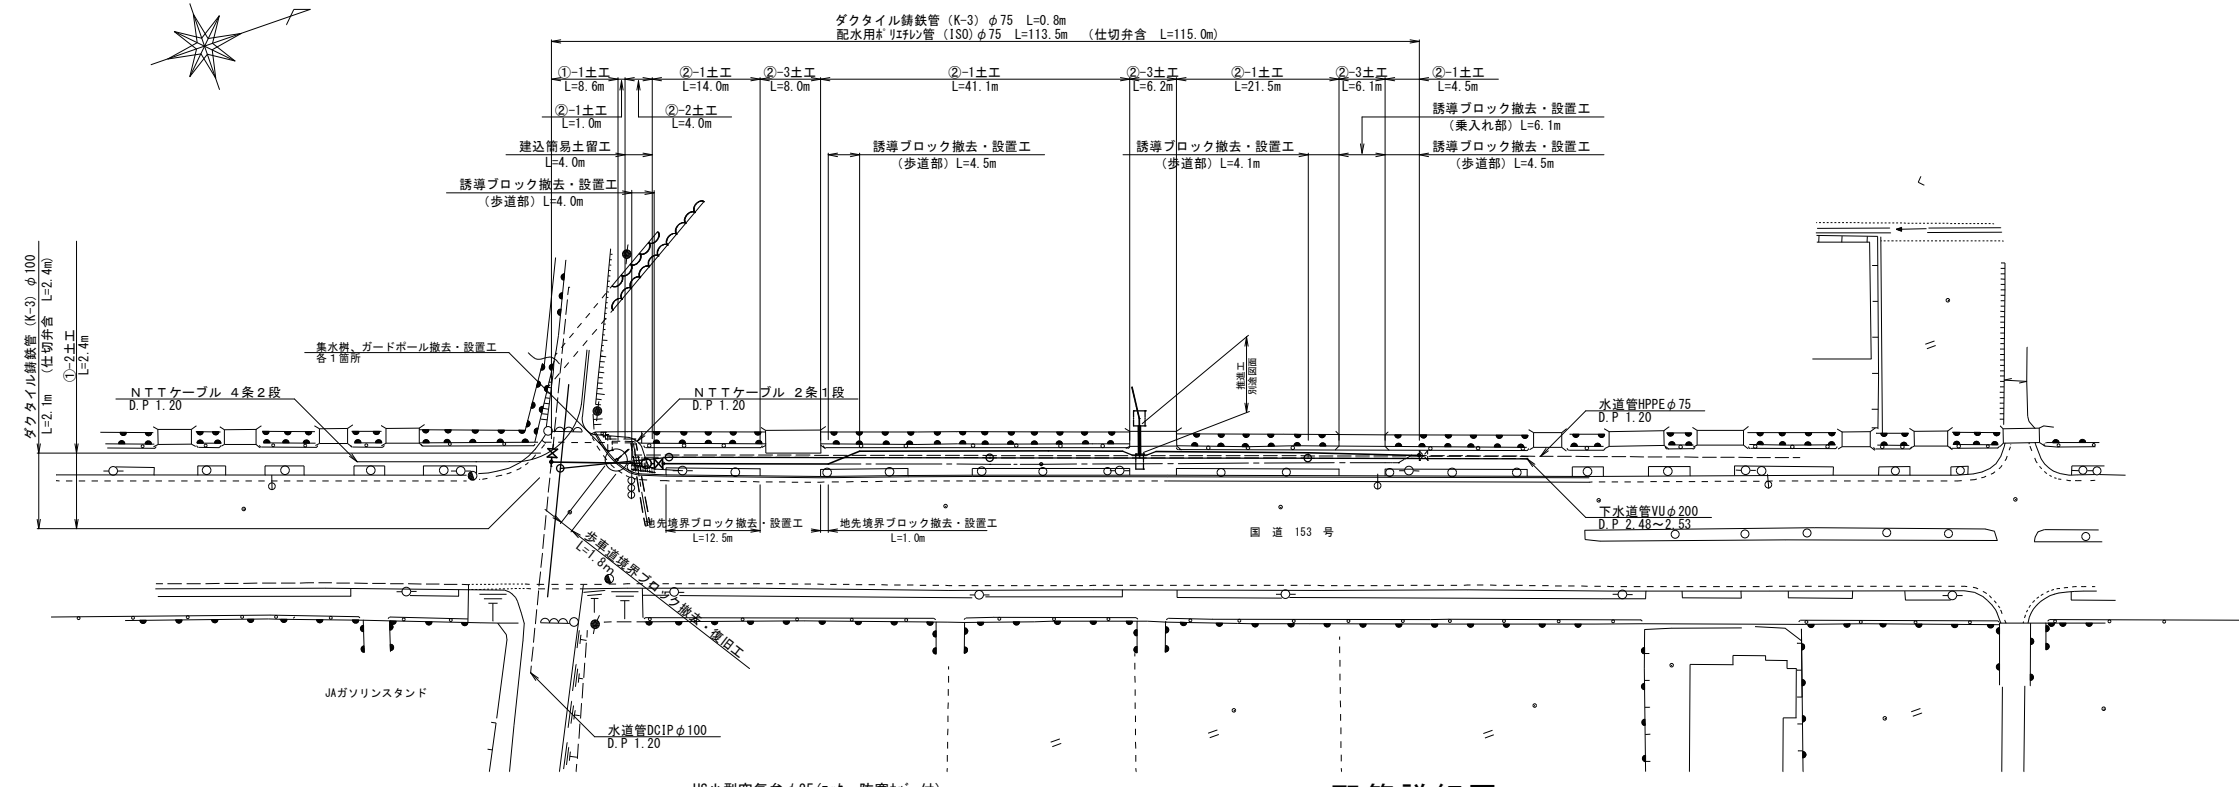 ダクタイル鋳鉄管 (K-3) φ75 L=0.8m
配水用ﾎﾟﾘｴﾁﾚﾝ管 (ISO)φ75 L=113.5m (仕切弁含 L=115.0m)
①-1土工
L=8.6m
②-1土工
L=14.0m
②-3土工
L=8.0m
②-1土工
L=41.1m
②-3土工
L=6.2m
②-1土工
L=21.5m
②-3土工
L=6.1m
②-1土工
L=4.5m
②-1土工
L=1.0m
②-2土工
L=4.0m
誘導ブロック撤去・設置工
(乗入れ部) L=6.1m
建込簡易土留工
L=4.0m
誘導ブロック撤去・設置工
(歩道部) L=4.5m
誘導ブロック撤去・設置工
(歩道部) L=4.1m
誘導ブロック撤去・設置工
(歩道部) L=4.5m
誘導ブロック撤去・設置工
(歩道部) L=4.0m
ダクタイル鋳鉄管 (K-3) φ100
L=2.1m (仕切弁含 L=2.4m)
①-2土工
L=2.4m
集水桝、ガードポール撤去・設置工
各１箇所
推進工
別途図面
ＮＴＴケーブル ４条２段
D.P 1.20
ＮＴＴケーブル ２条１段
D.P 1.20
水道管HPPEφ75
D.P 1.20
下水道管VUφ200
D.P 2.48～2.53
地先境界ブロック撤去・設置工
L=12.5m
地先境界ブロック撤去・設置工
L=1.0m
国道 153 号
歩車道境界ブロック撤去・復旧工
L=1.8m
JAガソリンスタンド
水道管DCIPφ100
D.P 1.20